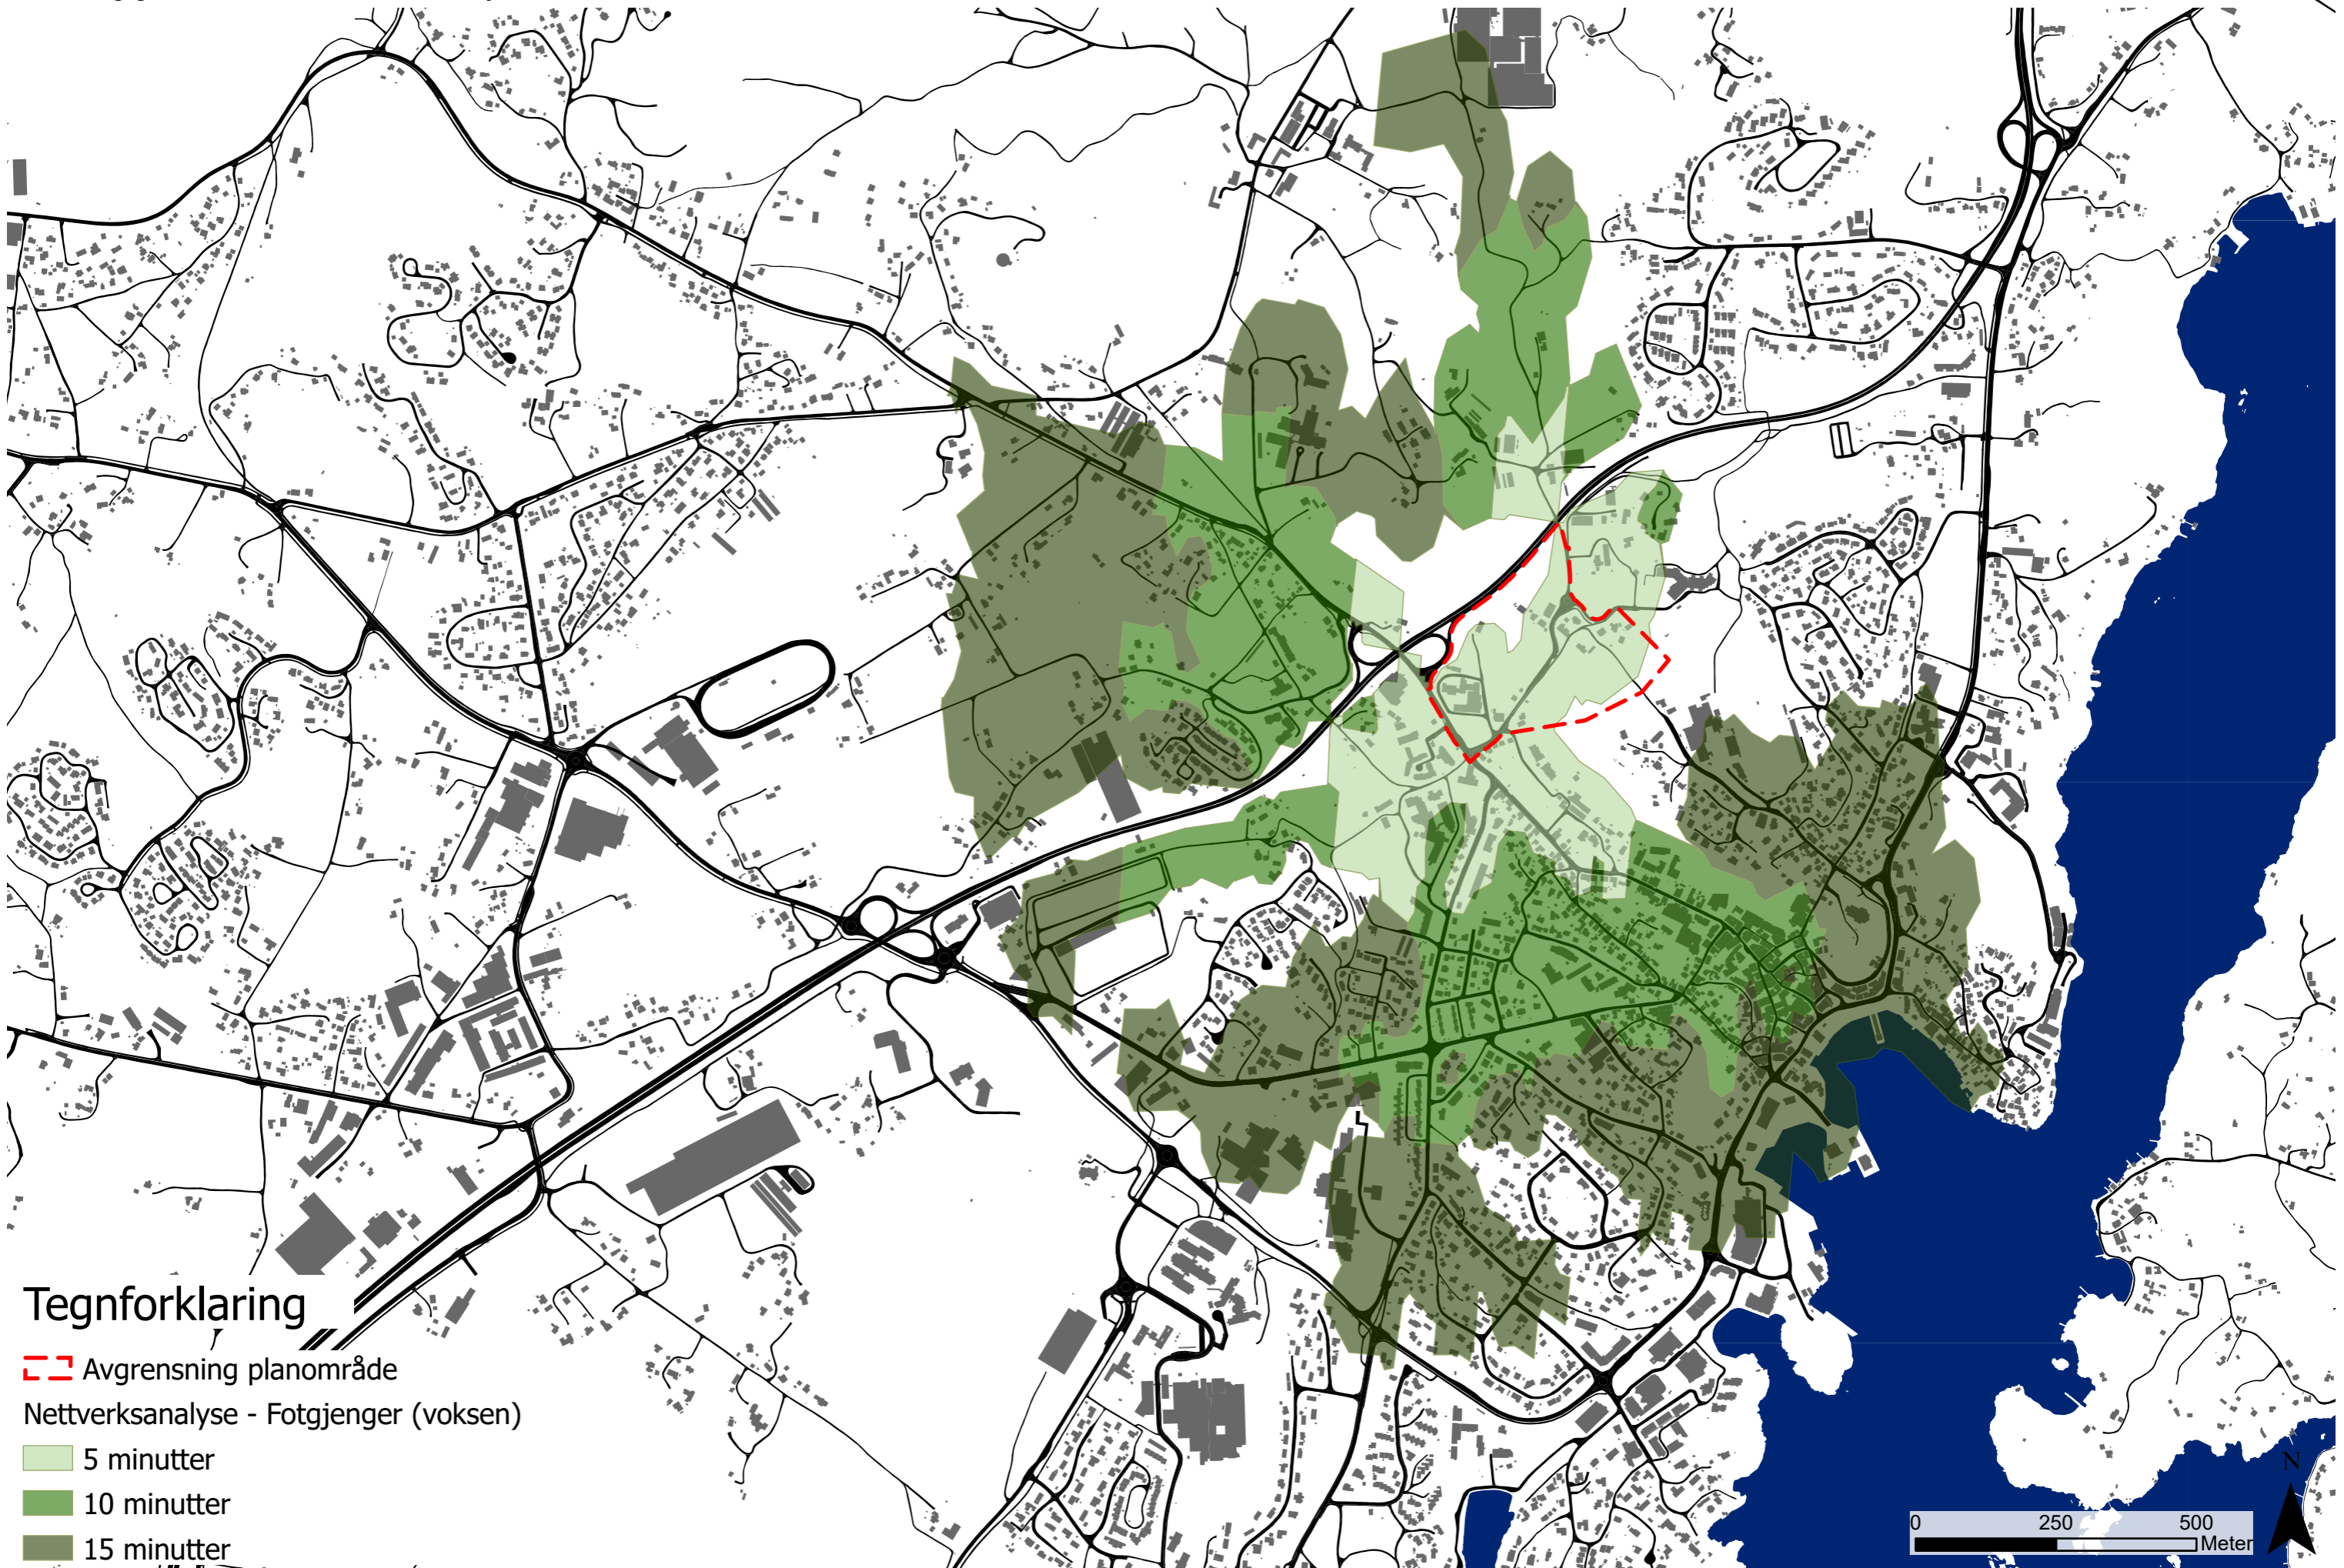 Tegnforklaring
Avgrensning planområde
Nettverksanalyse - Fotgjenger (voksen)
5 minutter
10 minutter
15 minutter
N
0 250 500
Meter